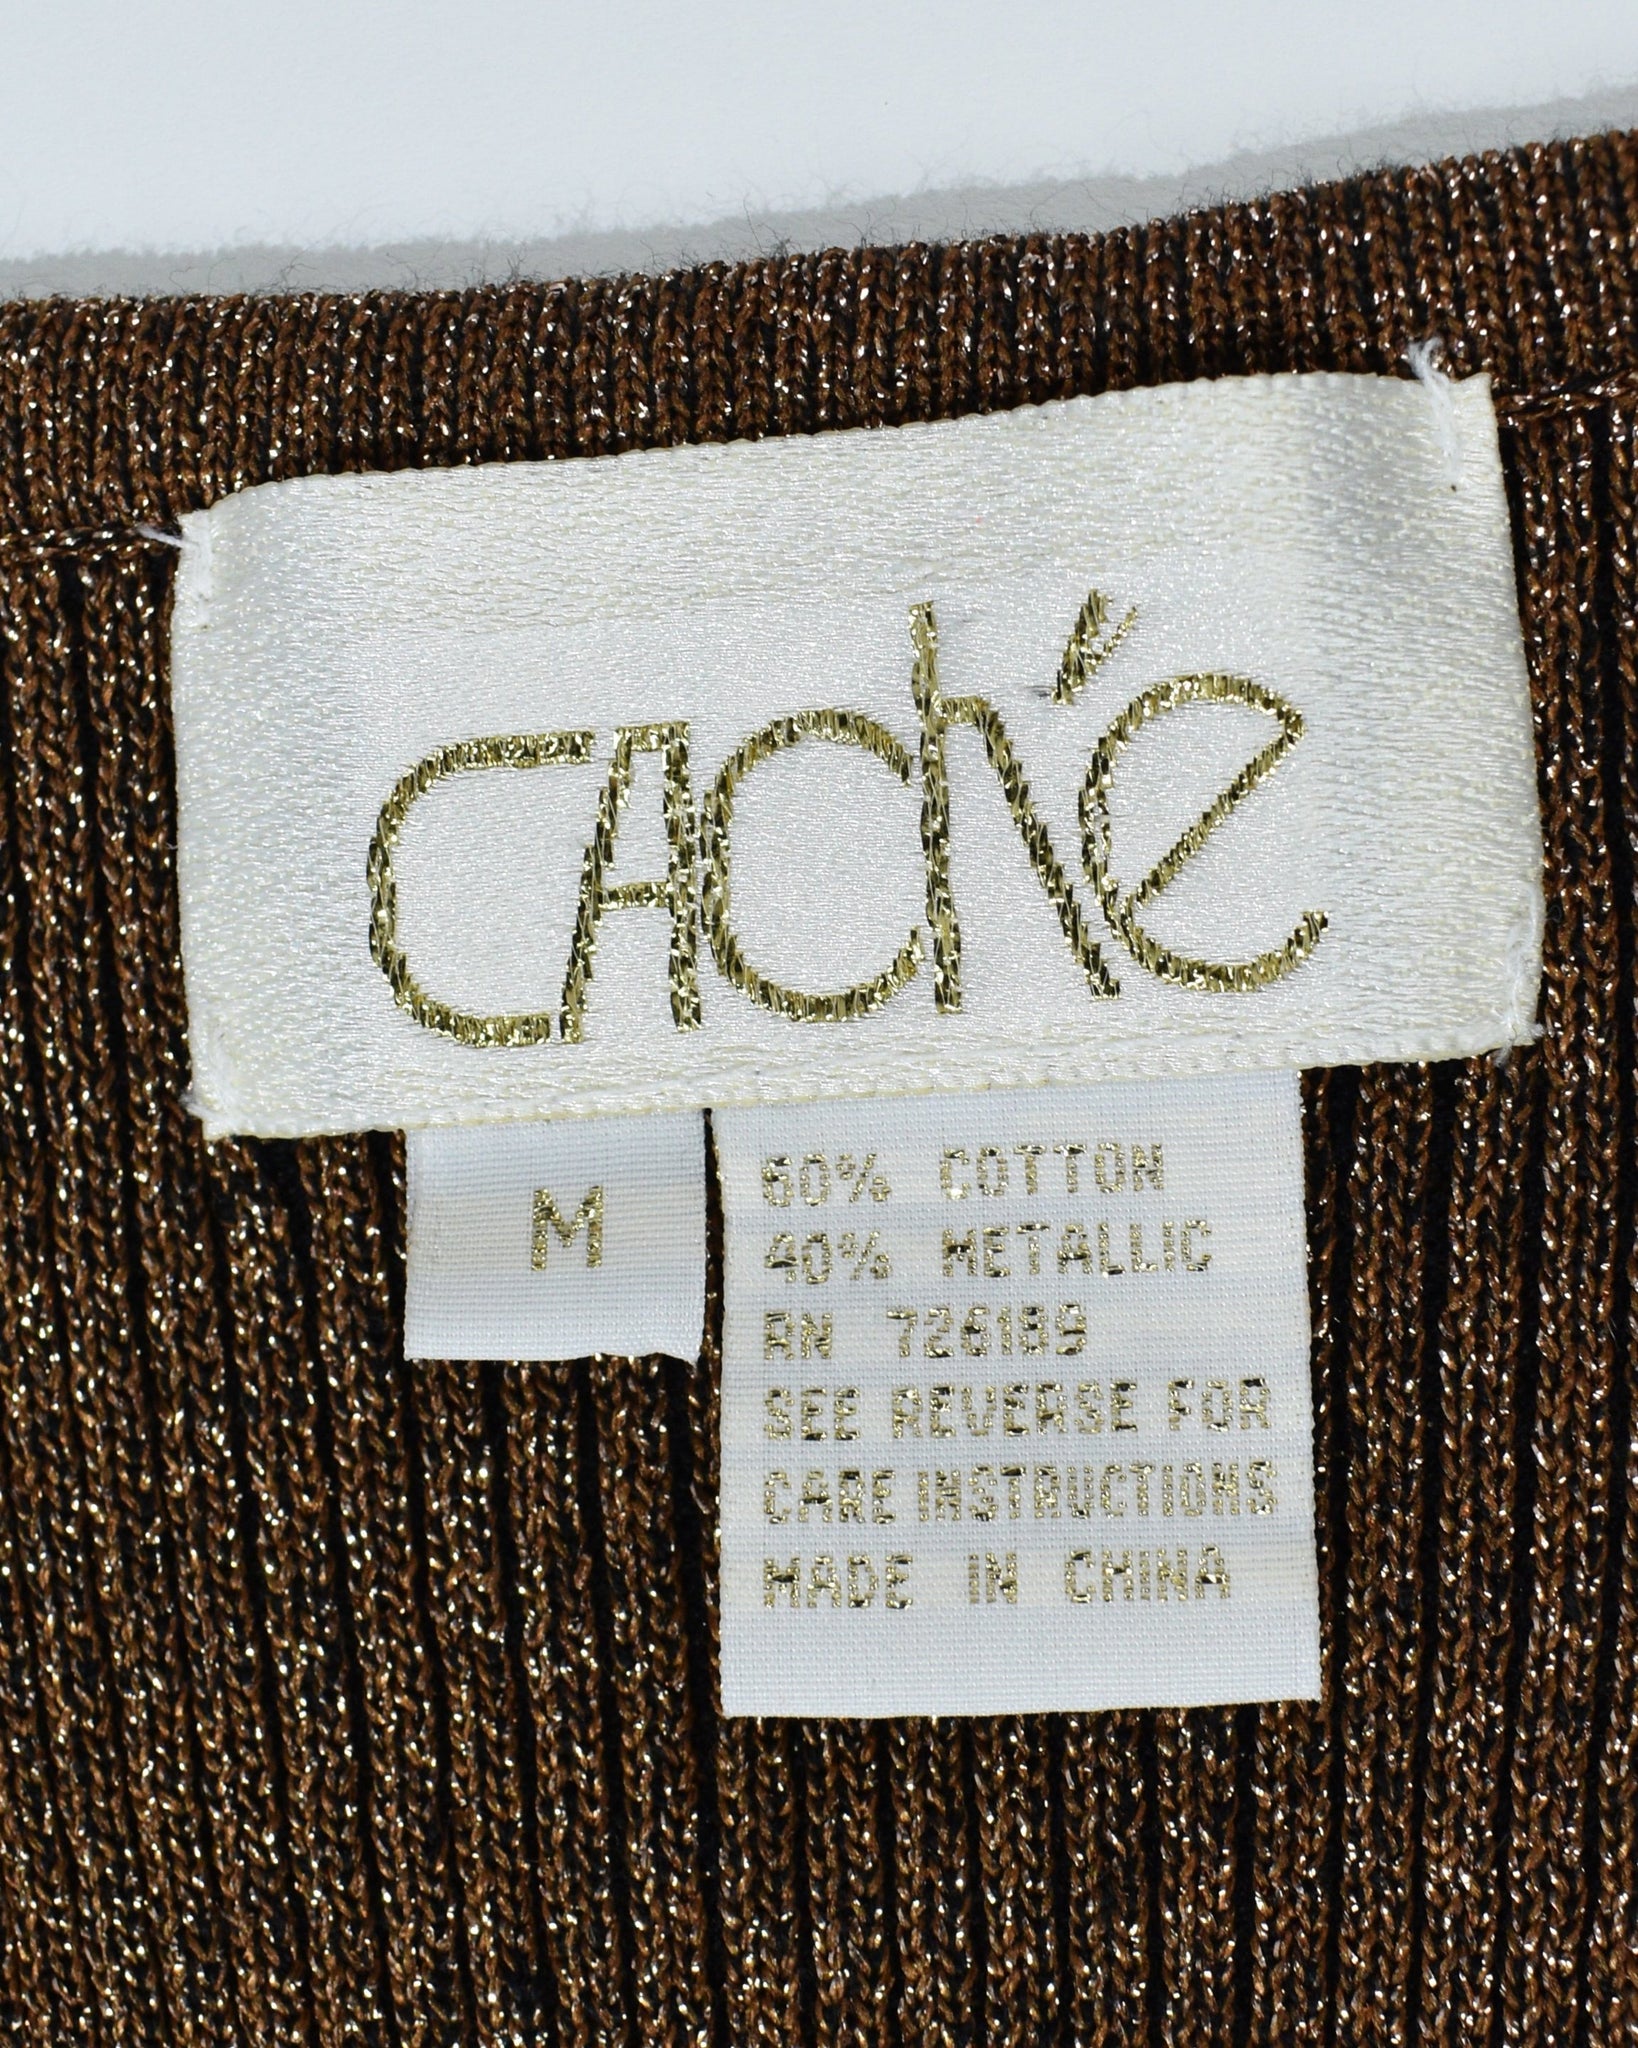 CAché
M
60% COTTON
40% METALLIC
RN 726189
SEE REVERSE FOR
CARE INSTRUCTIONS
MADE IN CHINA